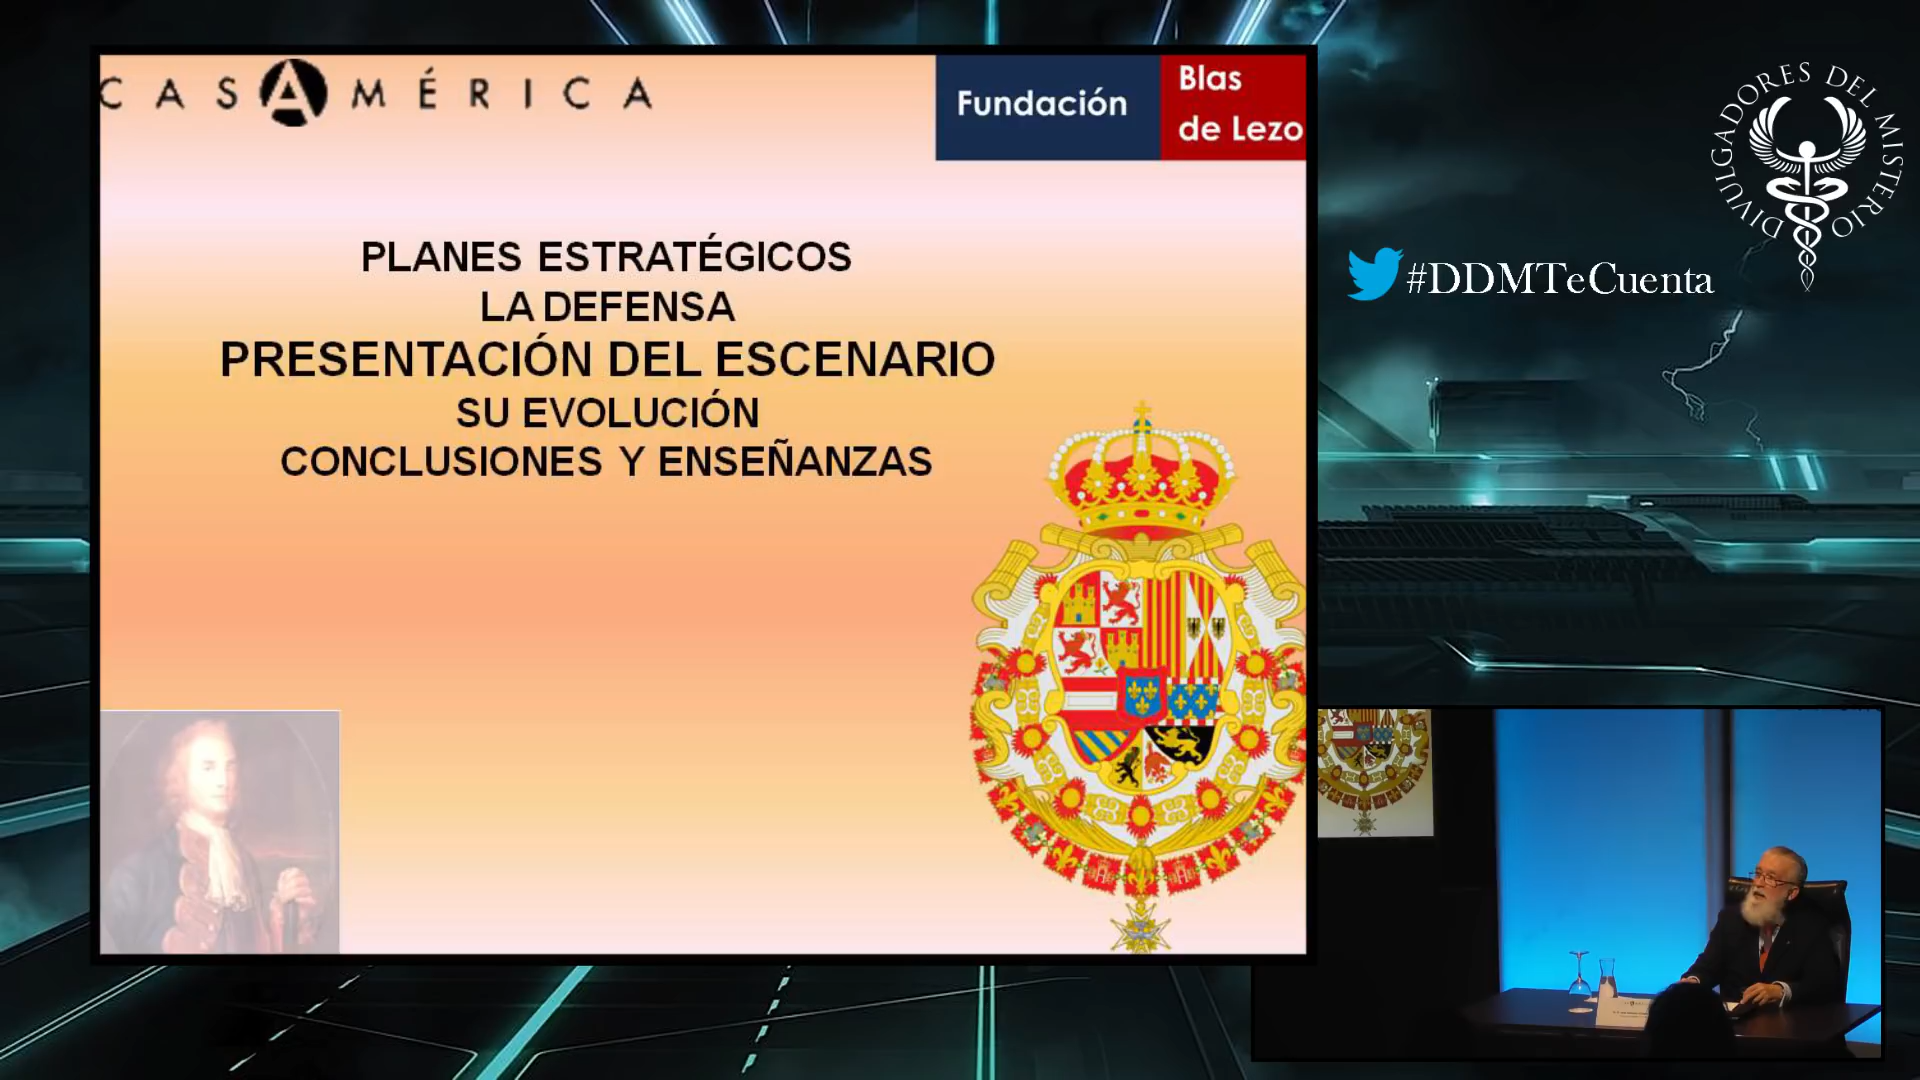 CASAMÉRICA
Fundación
Blas
de Lezo
PLANES ESTRATÉGICOS
LA DEFENSA
PRESENTACIÓN DEL ESCENARIO
SU EVOLUCIÓN
CONCLUSIONES Y ENSEÑANZAS
DIVULGADORES DEL MISTERIO
#DDMTeCuenta